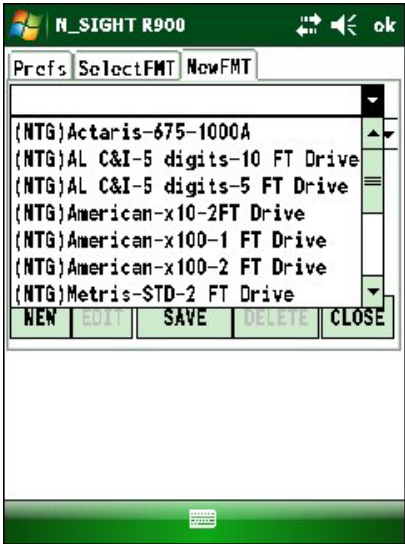 N_SIGHT R900 ok
Prefs SelectFMT NewFMT
(NTG)Actaris-675-1000A
(NTG)AL C&I-5 digits-10 FT Drive
(NTG)AL C&I-5 digits-5 FT Drive
(NTG)American-x10-2FT Drive
(NTG)American-x100-1 FT Drive
(NTG)American-x100-2 FT Drive
(NTG)Metris-STD-2 FT Drive
NEW EDIT SAVE DELETE CLOSE